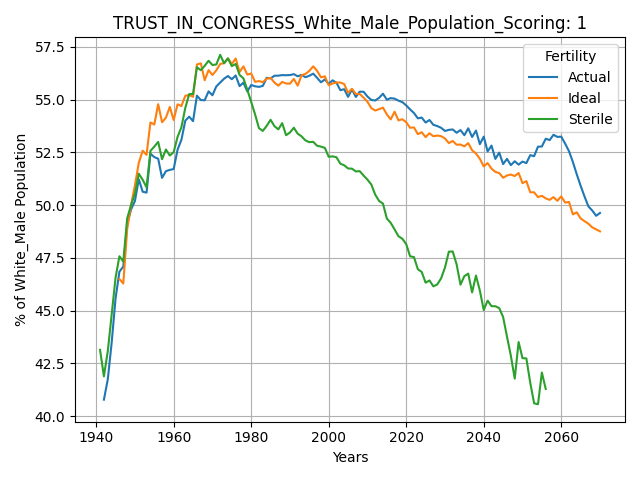 TRUST_IN_CONGRESS_White_Male_Population_Scoring: 1
% of White_Male Population
57.5
55.0
52.5
50.0
47.5
45.0
42.5
40.0
Fertility
Actual
Ideal
Sterile
1940 1960 1980 2000 2020 2040 2060
Years